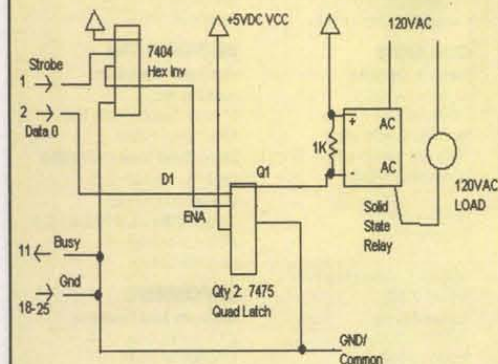 +5VDC VCC
120VAC
7404
Hex Inv
Strobe
1
2
Data 0
+
AC
1K
AC
-
D1
Q1
ENA
120VAC
LOAD
Solid
State
Relay
11
Busy
Gnd
18-25
Qty 2: 7475
Quad Latch
GND/
Common